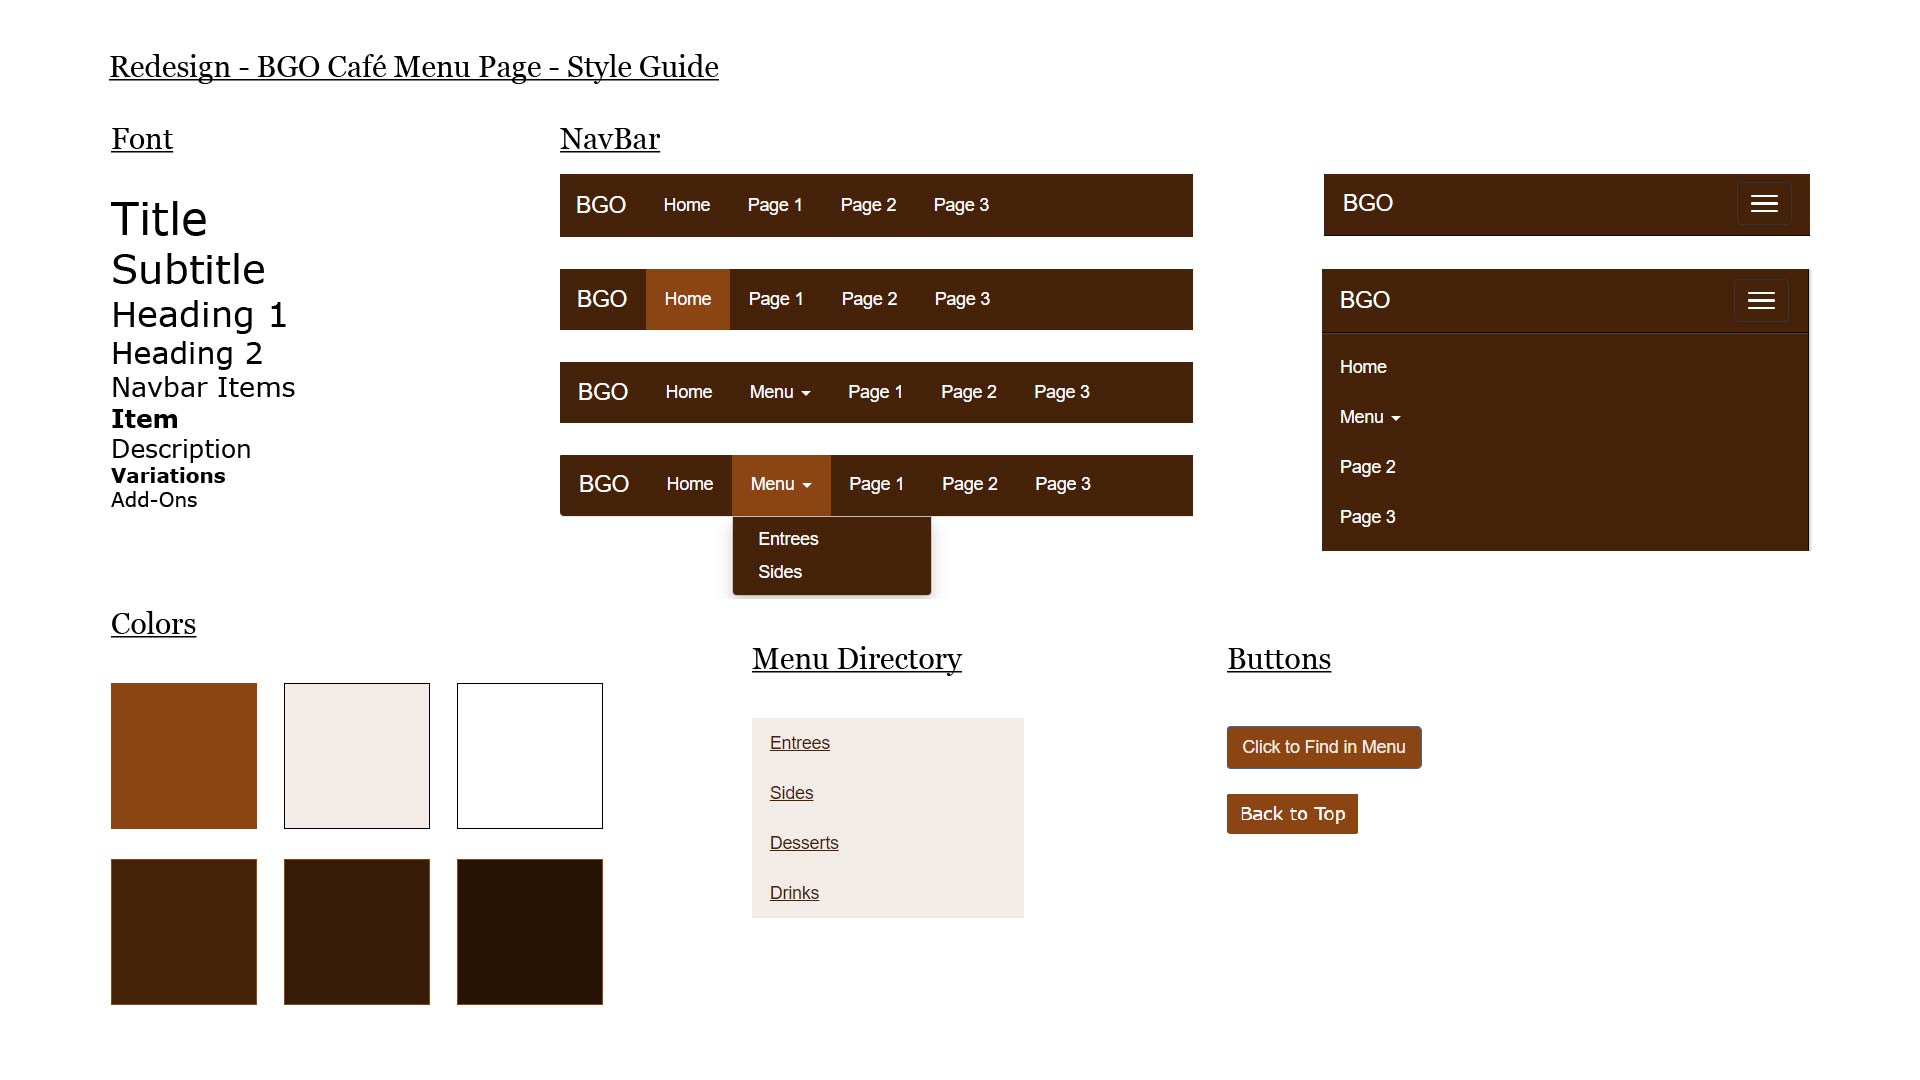 Redesign - BGO Café Menu Page - Style Guide
Font
Title
Subtitle
Heading 1
Heading 2
Navbar Items
Item
Description
Variations
Add-Ons
NavBar
BGO Home Page 1 Page 2 Page 3
BGO Home Page 1 Page 2 Page 3
BGO Home Menu Page 1 Page 2 Page 3
BGO Home Menu Page 1 Page 2 Page 3
Entrees
Sides
BGO
BGO
Home
Menu
Page 2
Page 3
Colors
Menu Directory
Entrees
Sides
Desserts
Drinks
Buttons
Click to Find in Menu
Back to Top